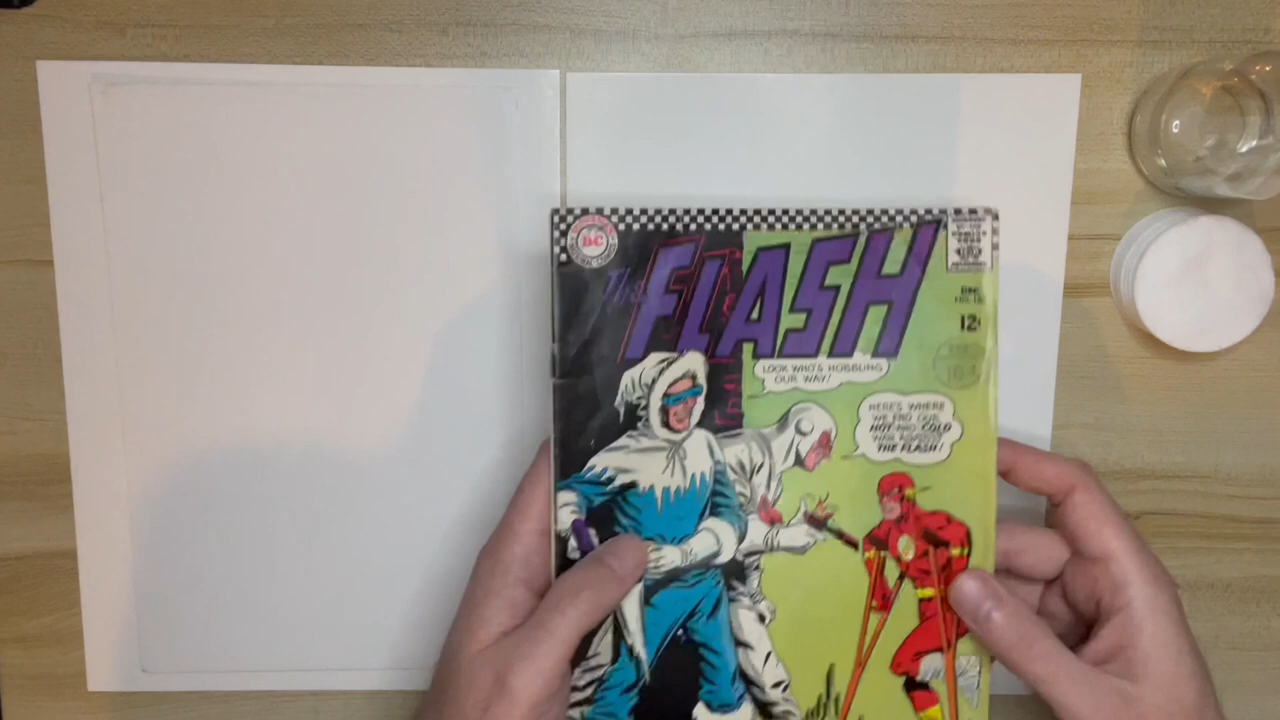 DC
The
FLASH
DEC.
12¢
LOOK WHO'S HOBBLING
OUR WAY!
HERE'S WHERE
WE END OUR
HOT AND COLD
WAR AGAINST
THE FLASH!